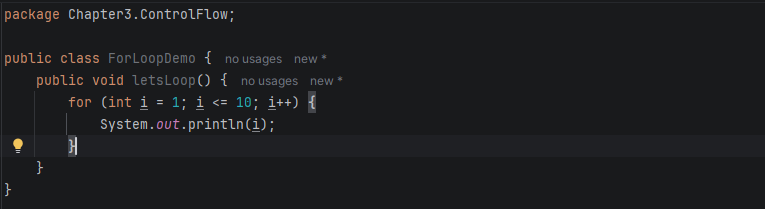 package Chapter3.ControlFlow;
public class ForLoopDemo { no usages new *
public void letsLoop() { no usages new *
for (int i = 1; i <= 10; i++) {
System.out.println(i);
}
}
}